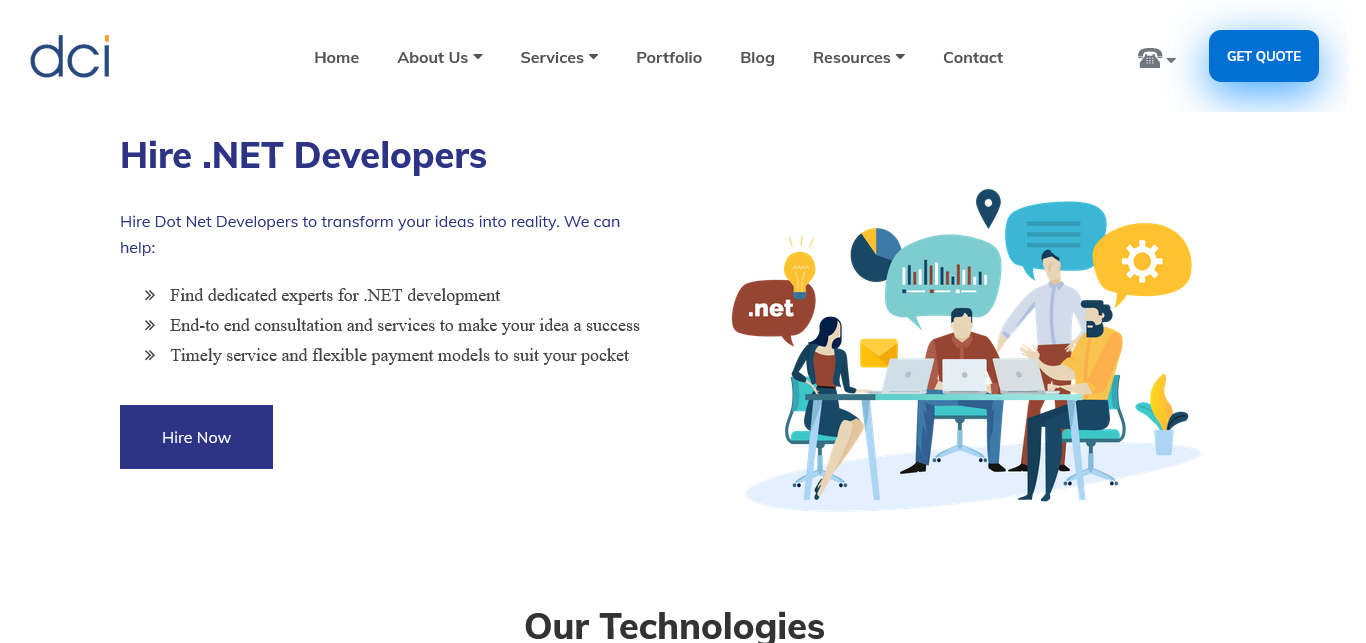 dci
Home About Us Services Portfolio Blog Resources Contact
GET QUOTE
Hire .NET Developers
Hire Dot Net Developers to transform your ideas into reality. We can
help:
Find dedicated experts for .NET development
End-to end consultation and services to make your idea a success
Timely service and flexible payment models to suit your pocket
Hire Now
.net
Our Technologies